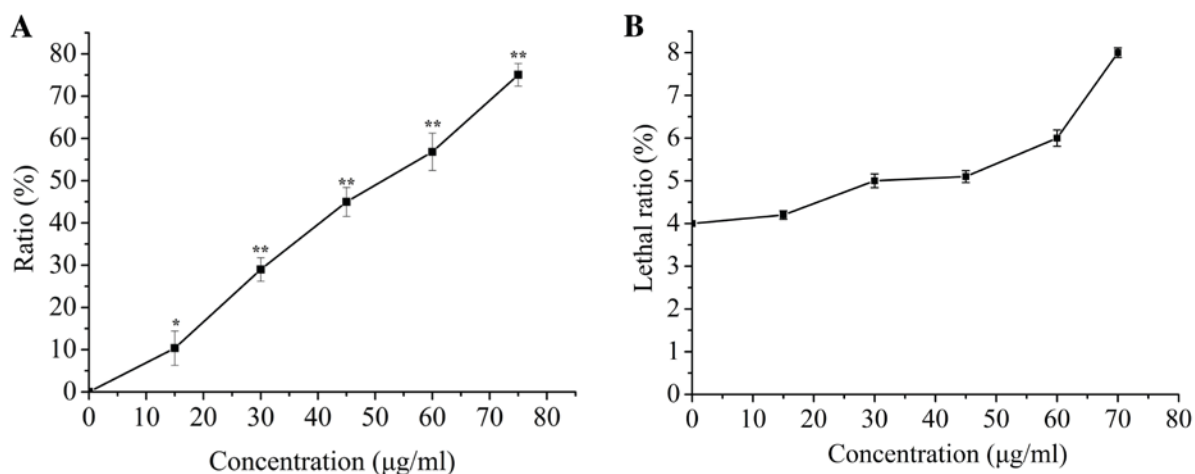 A
80
70
60
50
40
30
20
10
0
Ratio (%)
*
**
**
**
**
0 10 20 30 40 50 60 70 80
Concentration (μg/ml)
B
8
7
6
5
4
3
2
1
0
Lethal ratio (%)
0 10 20 30 40 50 60 70 80
Concentration (μg/ml)